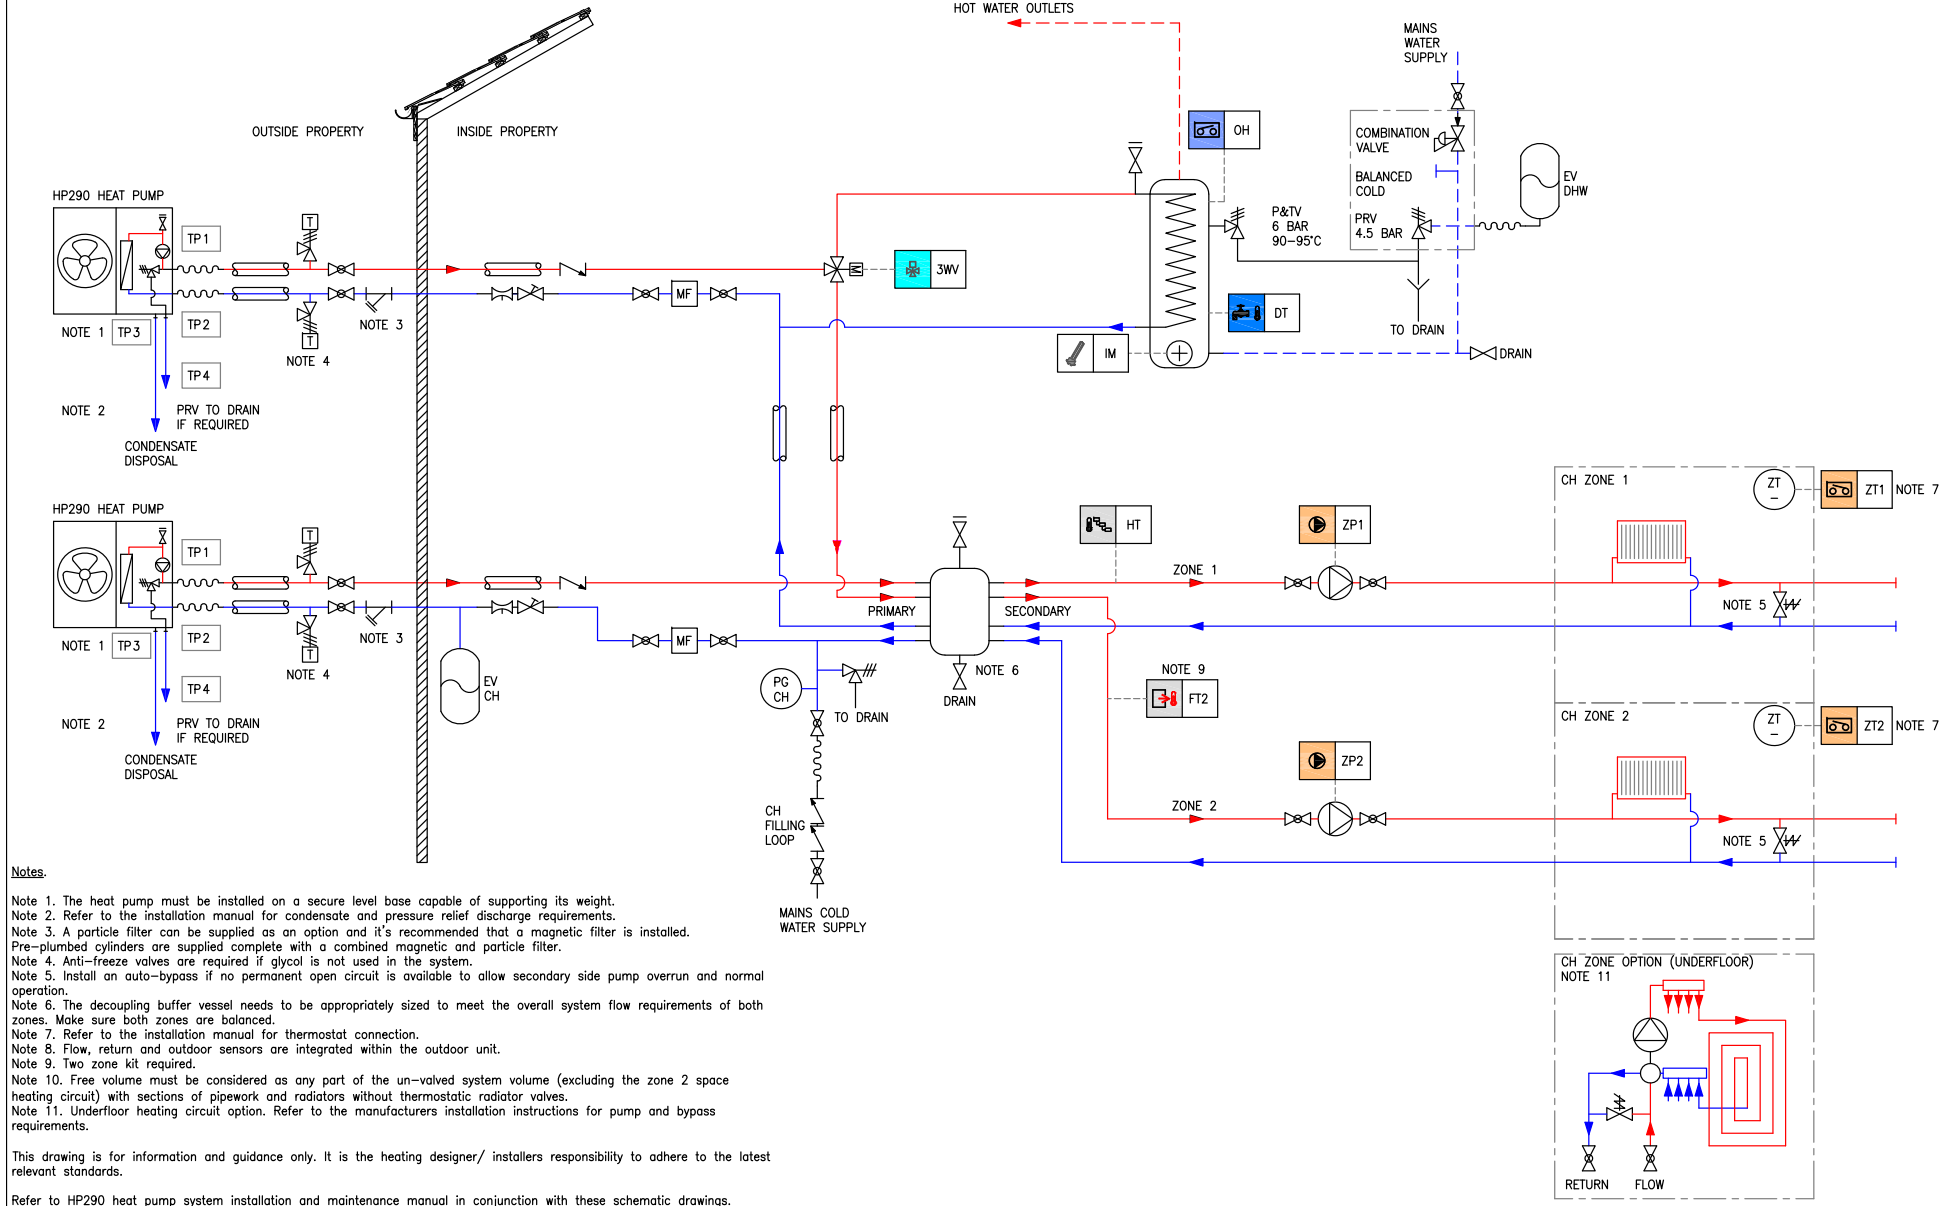 HOT WATER OUTLETS
MAINS
WATER
SUPPLY
OUTSIDE PROPERTY
INSIDE PROPERTY
OH
COMBINATION
VALVE
BALANCED
COLD
PRV
4.5 BAR
EV
DHW
P&TV
6 BAR
90-95°C
HP290 HEAT PUMP
TP1
T
3WV
MF
NOTE 3
NOTE 1
TP3
TP2
T
NOTE 4
TP4
NOTE 2
PRV TO DRAIN
IF REQUIRED
CONDENSATE
DISPOSAL
M
DT
TO DRAIN
IM
DRAIN
HP290 HEAT PUMP
TP1
T
NOTE 3
NOTE 1
TP3
TP2
T
NOTE 4
TP4
NOTE 2
PRV TO DRAIN
IF REQUIRED
CONDENSATE
DISPOSAL
EV
CH
MF
PG
CH
TO DRAIN
CH
FILLING
LOOP
MAINS COLD
WATER SUPPLY
PRIMARY
SECONDARY
NOTE 6
DRAIN
HT
ZONE 1
ZP1
NOTE 9
FT2
ZONE 2
ZP2
CH ZONE 1
ZT
–
ZT1
NOTE 7
NOTE 5
CH ZONE 2
ZT
–
ZT2
NOTE 7
NOTE 5
CH ZONE OPTION (UNDERFLOOR)
NOTE 11
RETURN
FLOW
Notes.
Note 1. The heat pump must be installed on a secure level base capable of supporting its weight.
Note 2. Refer to the installation manual for condensate and pressure relief discharge requirements.
Note 3. A particle filter can be supplied as an option and it's recommended that a magnetic filter is installed.
Pre-plumbed cylinders are supplied complete with a combined magnetic and particle filter.
Note 4. Anti-freeze valves are required if glycol is not used in the system.
Note 5. Install an auto-bypass if no permanent open circuit is available to allow secondary side pump overrun and normal
operation.
Note 6. The decoupling buffer vessel needs to be appropriately sized to meet the overall system flow requirements of both
zones. Make sure both zones are balanced.
Note 7. Refer to the installation manual for thermostat connection.
Note 8. Flow, return and outdoor sensors are integrated within the outdoor unit.
Note 9. Two zone kit required.
Note 10. Free volume must be considered as any part of the un-valved system volume (excluding the zone 2 space
heating circuit) with sections of pipework and radiators without thermostatic radiator valves.
Note 11. Underfloor heating circuit option. Refer to the manufacturers installation instructions for pump and bypass
requirements.
This drawing is for information and guidance only. It is the heating designer/ installers responsibility to adhere to the latest
relevant standards.
Refer to HP290 heat pump system installation and maintenance manual in conjunction with these schematic drawings.